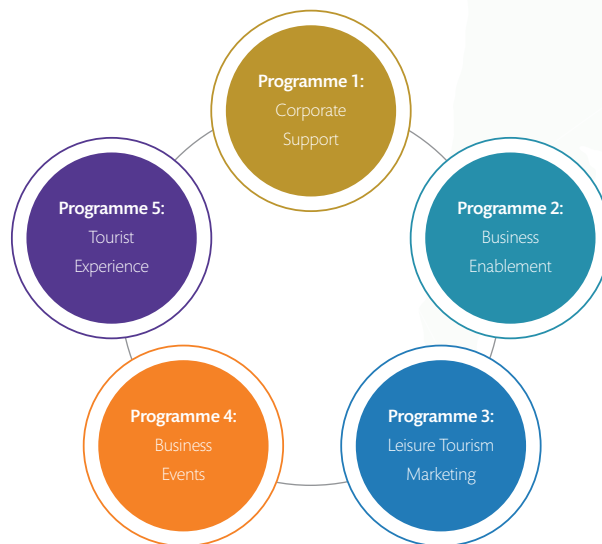 Programme 1:
Corporate
Support
Programme 2:
Business
Enablement
Programme 3:
Leisure Tourism
Marketing
Programme 4:
Business
Events
Programme 5:
Tourist
Experience